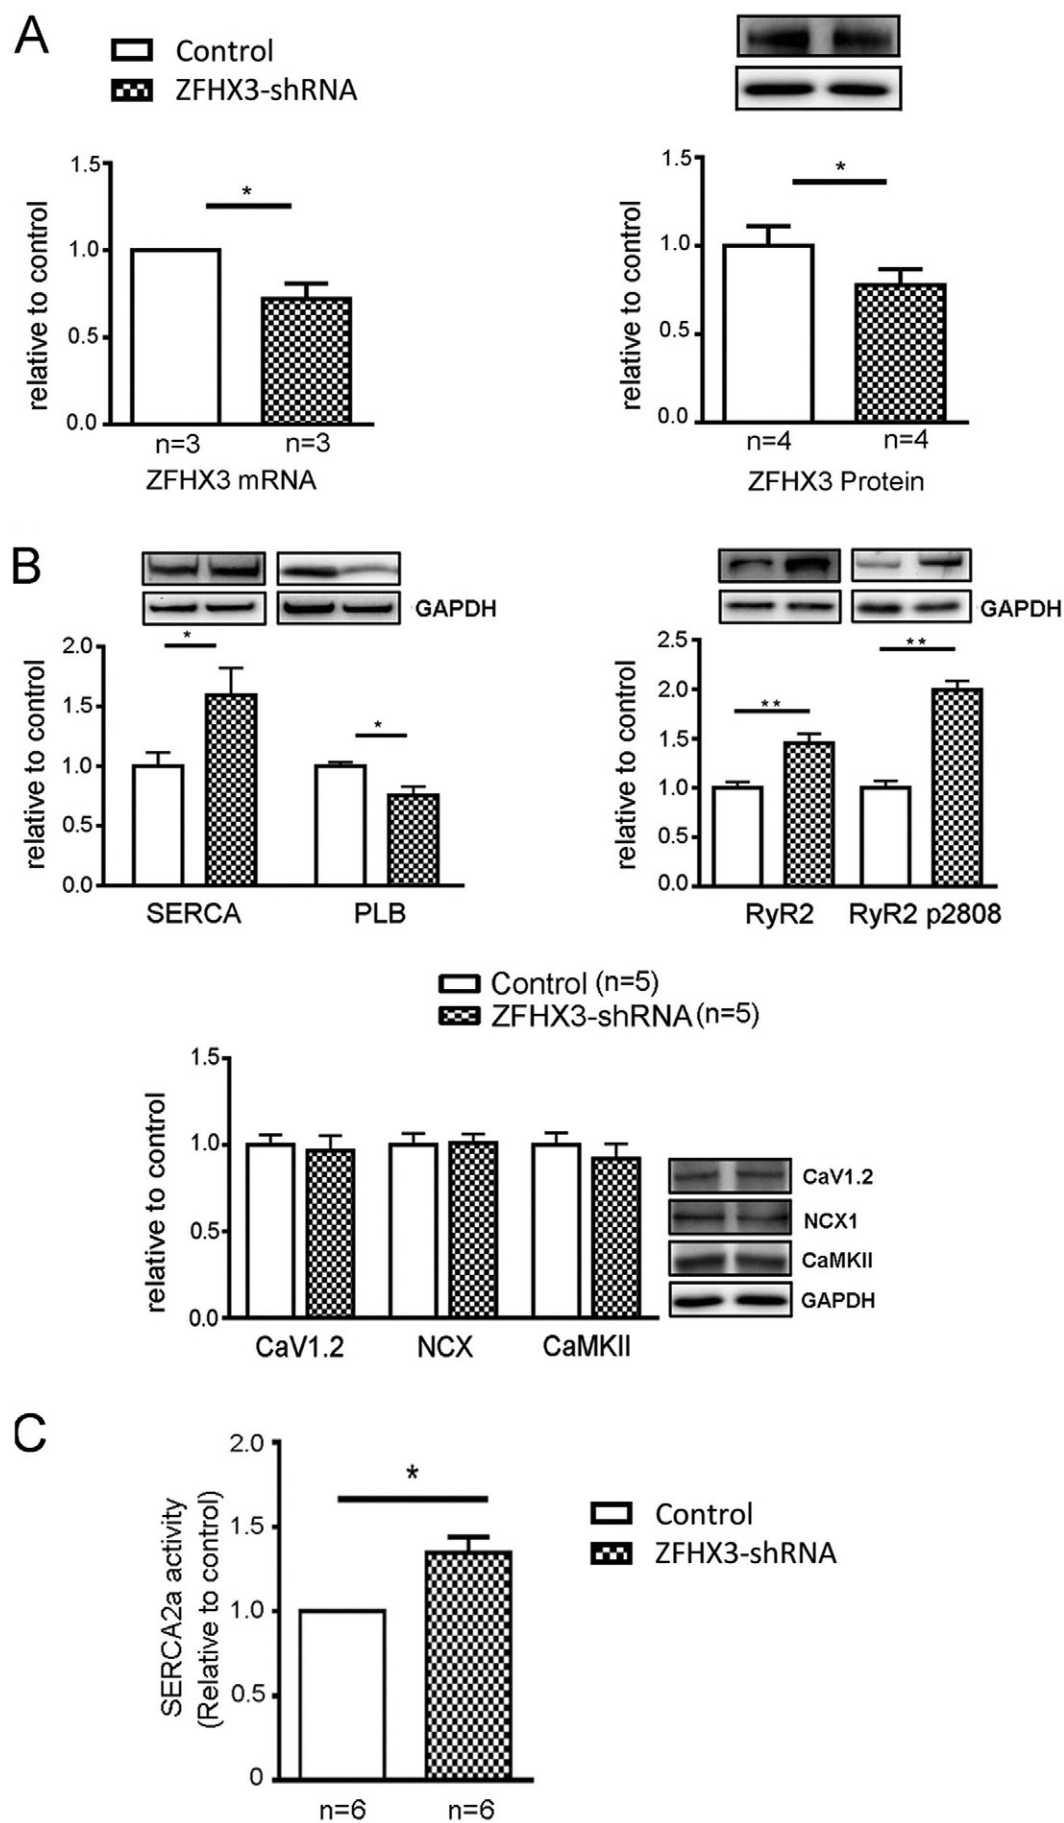 A
Control
ZFHX3-shRNA
relative to control
1.5
1.0
0.5
0.0
*
n=3
n=3
ZFHX3 mRNA
relative to control
1.5
1.0
0.5
0.0
*
n=4
n=4
ZFHX3 Protein
B
GAPDH
relative to control
2.0
1.5
1.0
0.5
0.0
*
*
SERCA
PLB
GAPDH
relative to control
2.5
2.0
1.5
1.0
0.5
0.0
**
**
RyR2
RyR2 p2808
Control (n=5)
ZFHX3-shRNA (n=5)
relative to control
1.5
1.0
0.5
0.0
CaV1.2
NCX
CaMKII
CaV1.2
NCX1
CaMKII
GAPDH
C
SERCA2a activity
(Relative to control)
2.0
1.5
1.0
0.5
0
*
n=6
n=6
Control
ZFHX3-shRNA